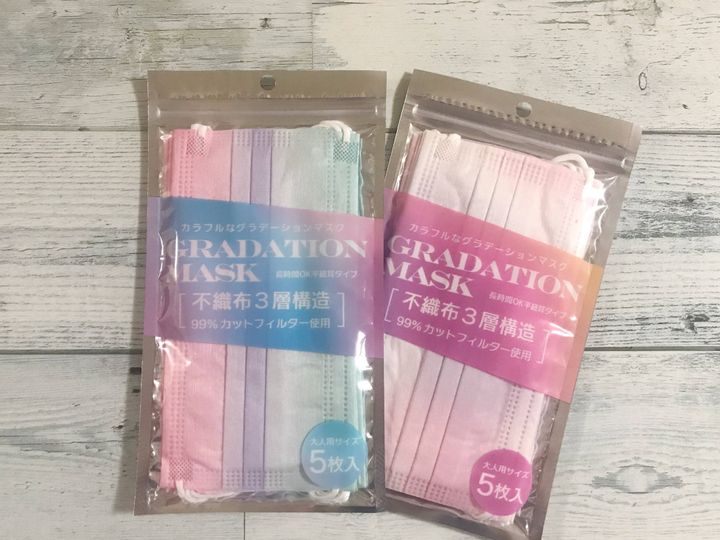 カラフルなグラデーションマスク
GRADATION
MASK
長時間OK平紐耳タイプ
不織布3層構造
99%カットフィルター使用
大人用サイズ
5枚入
カラフルなグラデーションマスク
GRADATION
MASK
長時間OK平紐耳タイプ
不織布3層構造
99%カットフィルター使用
大人用サイズ
5枚入